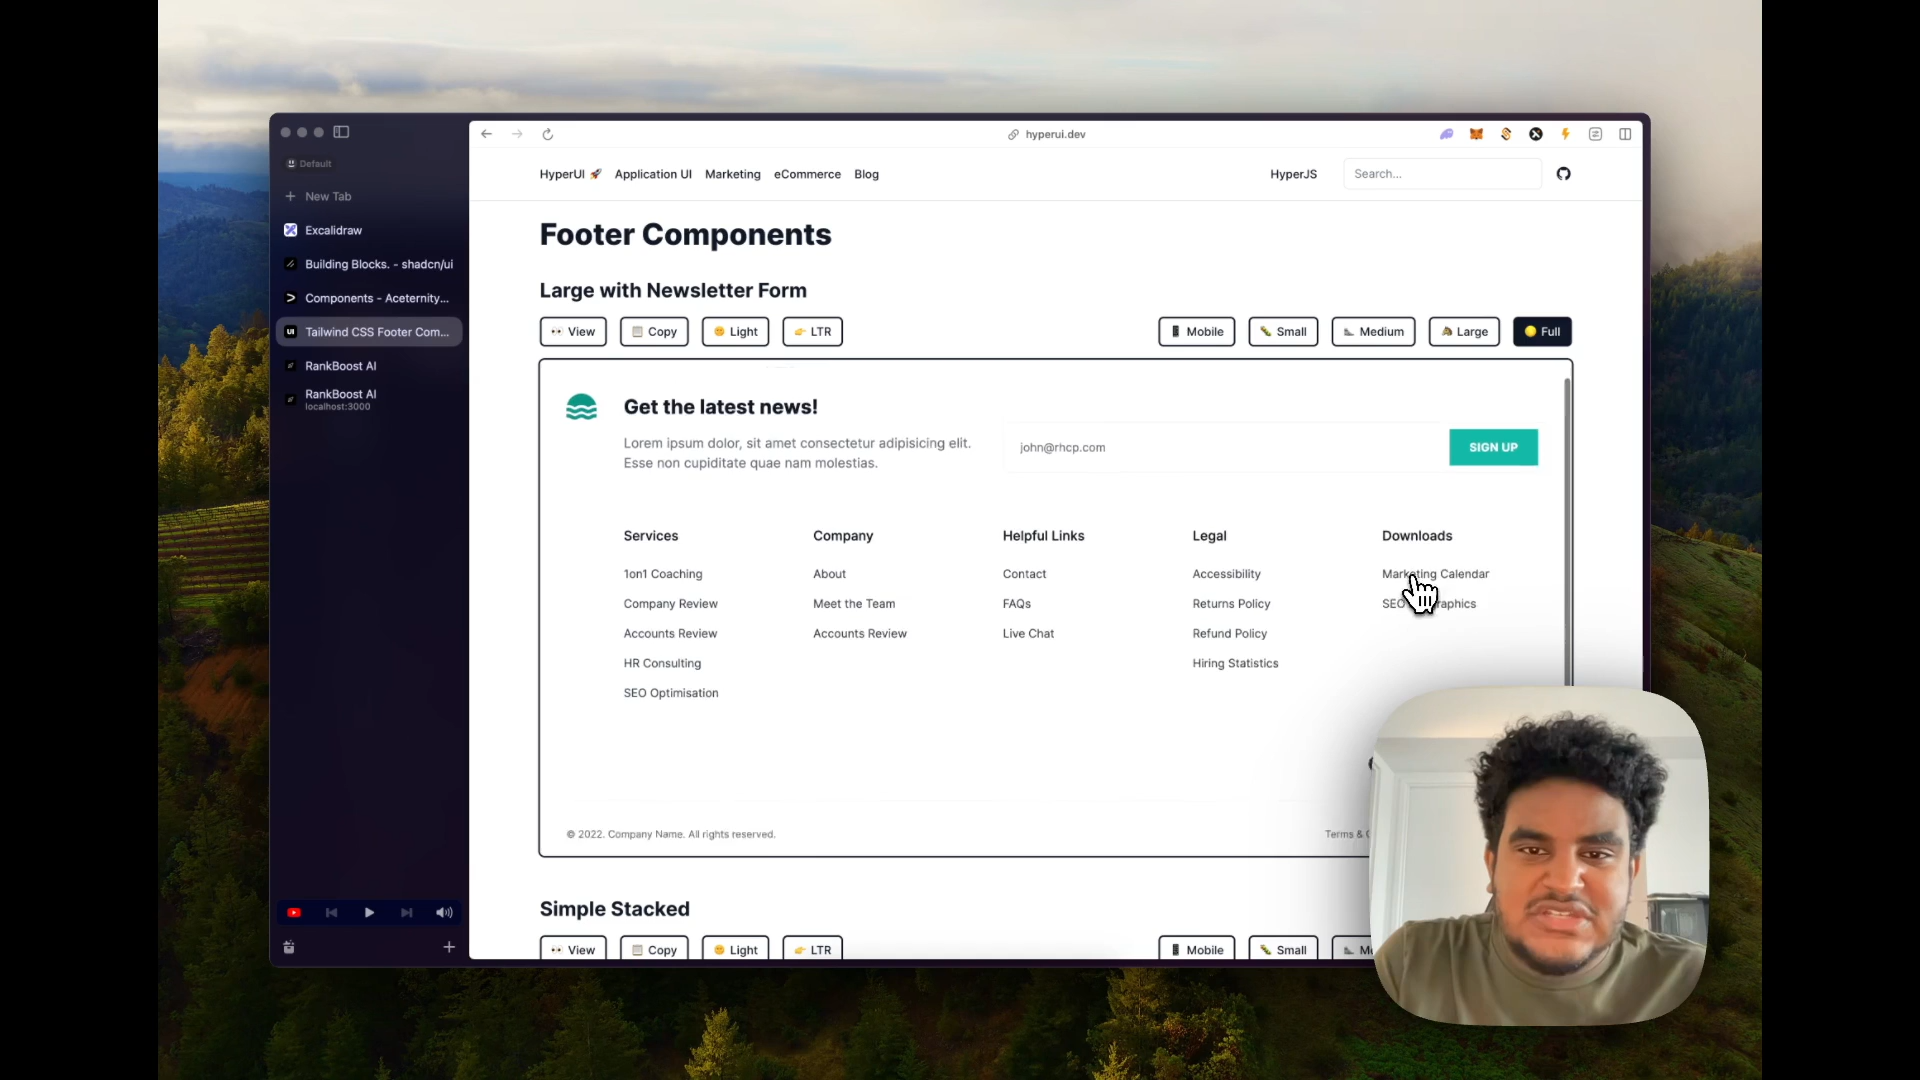 Default
New Tab
Excalidraw
Building Blocks. - shadcn/ui
Components - Aceternity...
Tailwind CSS Footer Com...
RankBoost AI
RankBoost AI
localhost:3000
hyperui.dev
HyperUI 🚀 Application UI Marketing eCommerce Blog
HyperJS Search...
Footer Components
Large with Newsletter Form
View Copy Light LTR
Mobile Small Medium Large Full
Get the latest news!
Lorem ipsum dolor, sit amet consectetur adipisicing elit.
Esse non cupiditate quae nam molestias.
john@rhcp.com
SIGN UP
Services
1on1 Coaching
Company Review
Accounts Review
HR Consulting
SEO Optimisation
Company
About
Meet the Team
Accounts Review
Helpful Links
Contact
FAQs
Live Chat
Legal
Accessibility
Returns Policy
Refund Policy
Hiring Statistics
Downloads
Marketing Calendar
SEO
© 2022. Company Name. All rights reserved.
Terms &
Simple Stacked
View Copy Light LTR
Mobile Small